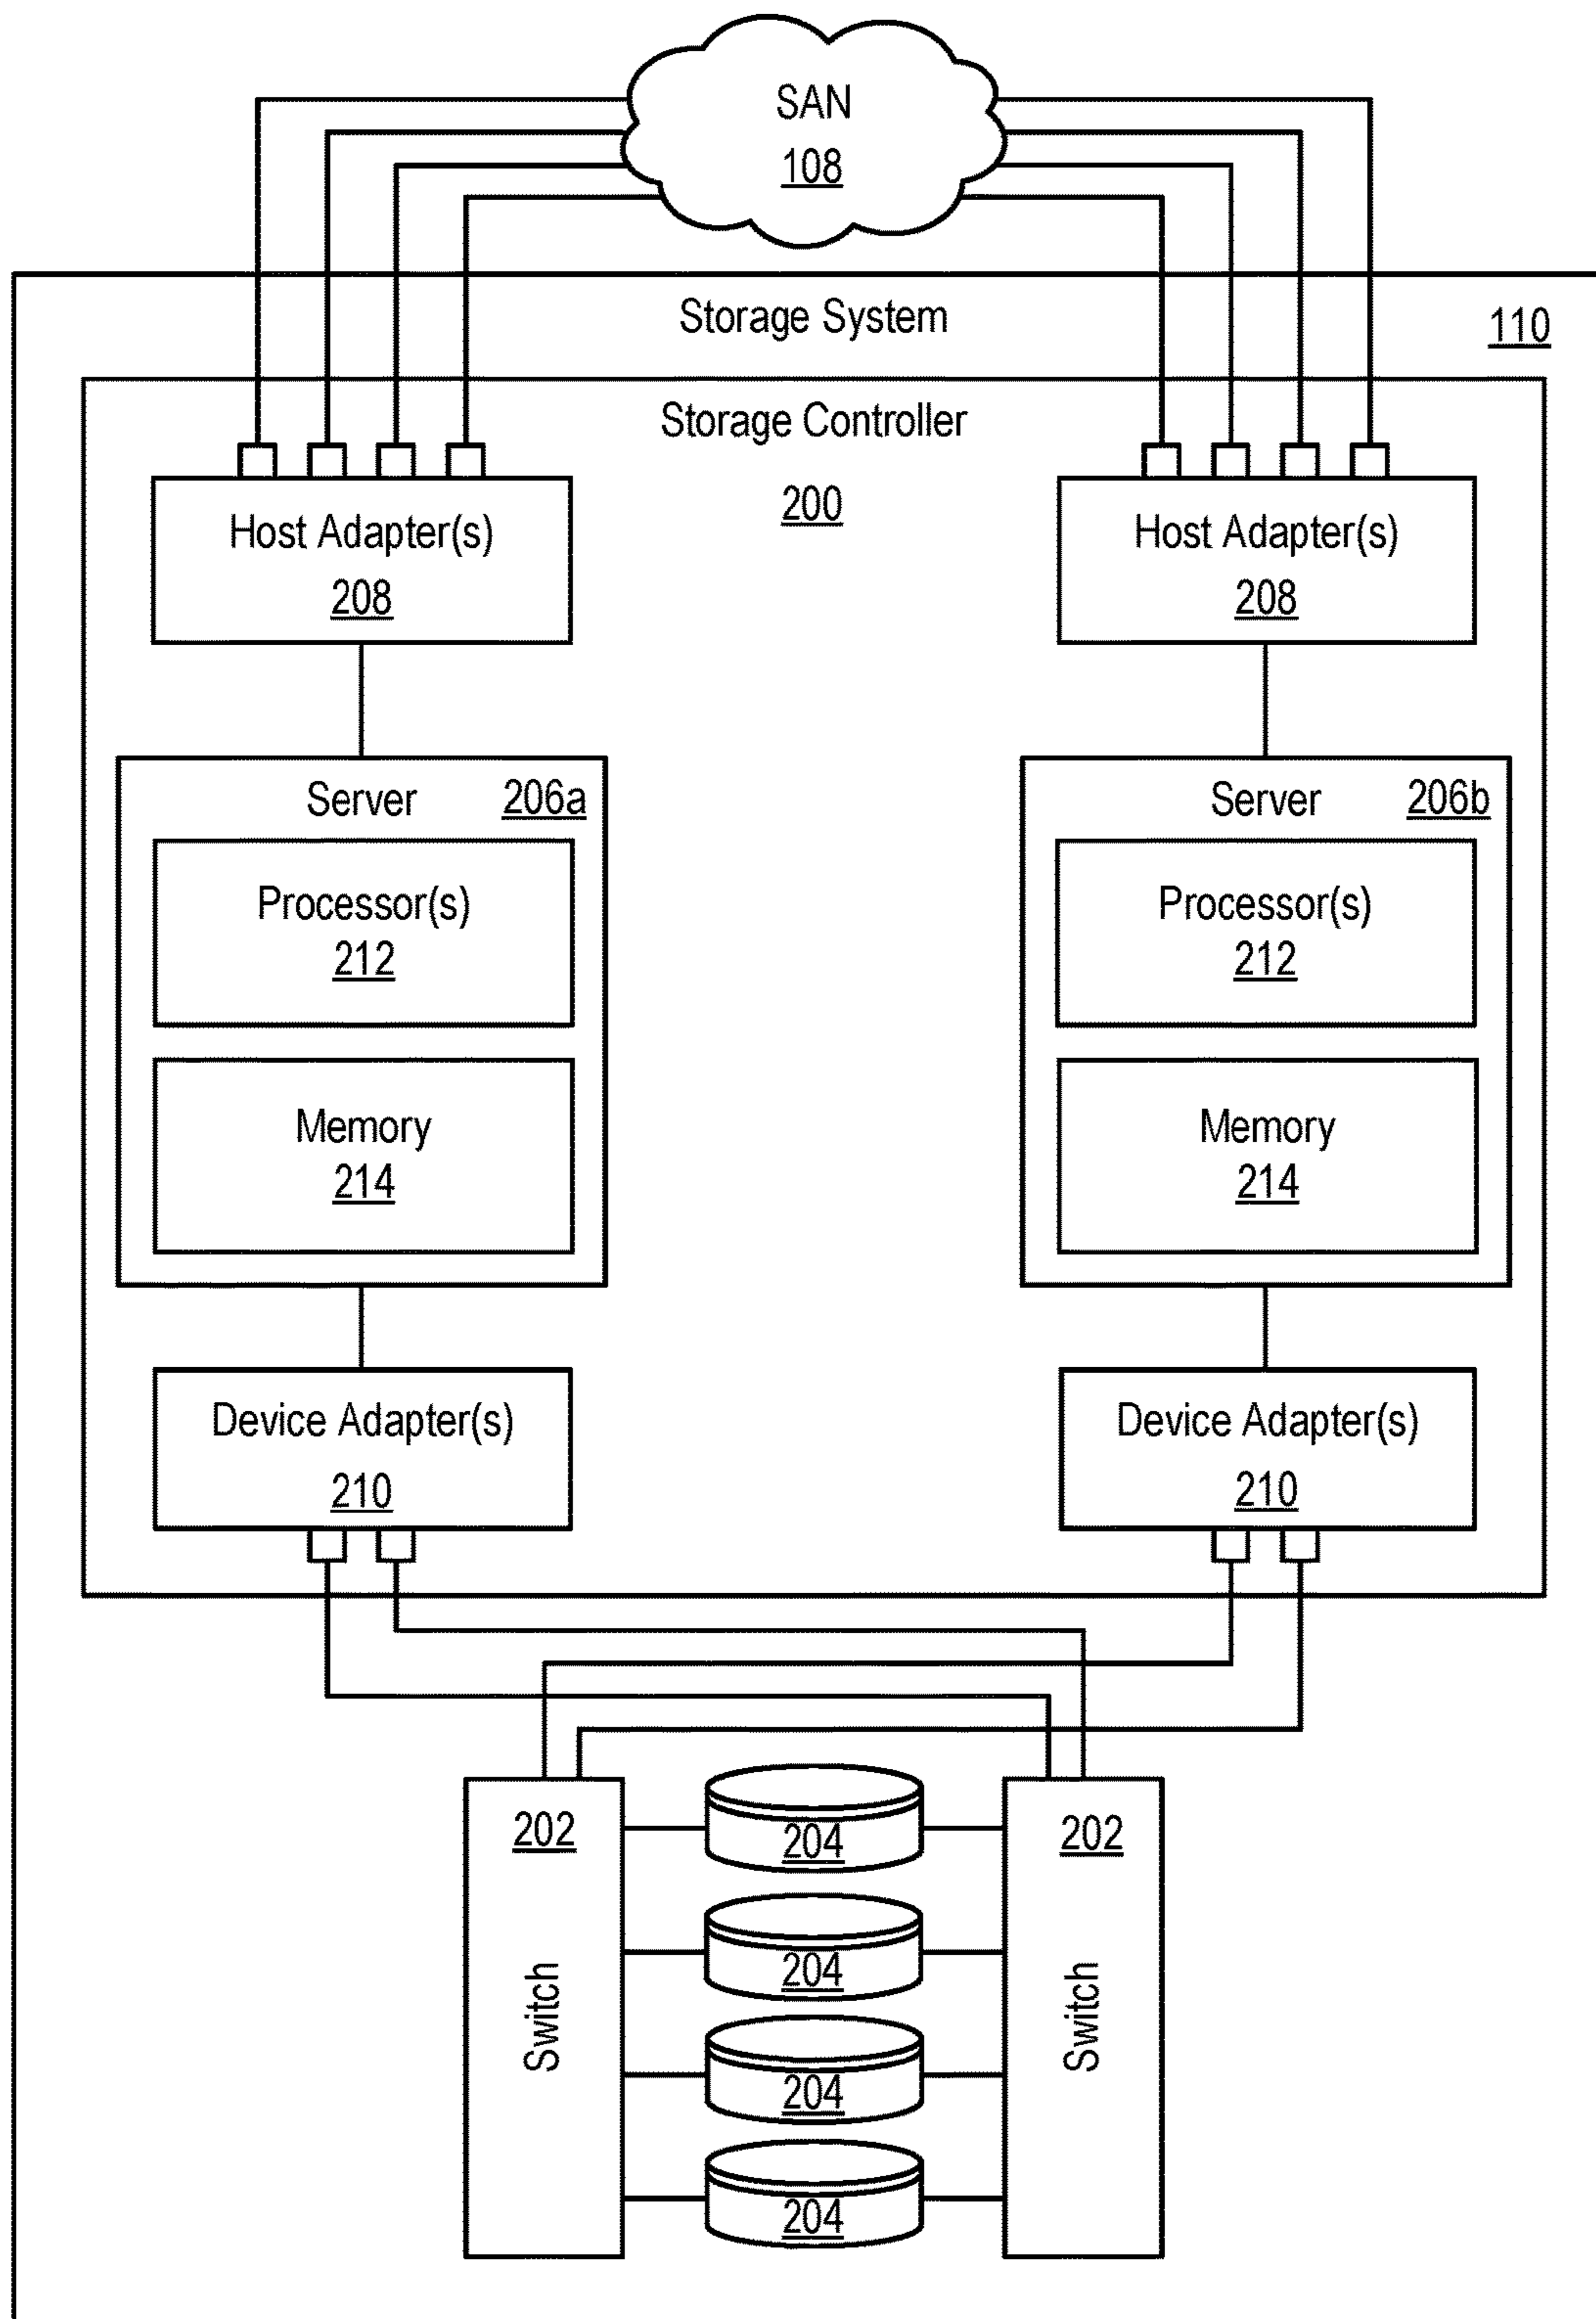 SAN
108
Storage System
110
Storage Controller
200
Host Adapter(s)
208
Host Adapter(s)
208
Server
206a
Server
206b
Processor(s)
212
Processor(s)
212
Memory
214
Memory
214
Device Adapter(s)
210
Device Adapter(s)
210
202
Switch
204
204
204
204
202
Switch